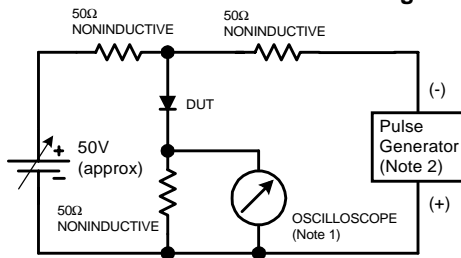 50Ω
NONINDUCTIVE
50Ω
NONINDUCTIVE
DUT
(-)
Pulse
Generator
(Note 2)
(+)
+
50V
(approx)
-
50Ω
NONINDUCTIVE
OSCILLOSCOPE
(Note 1)